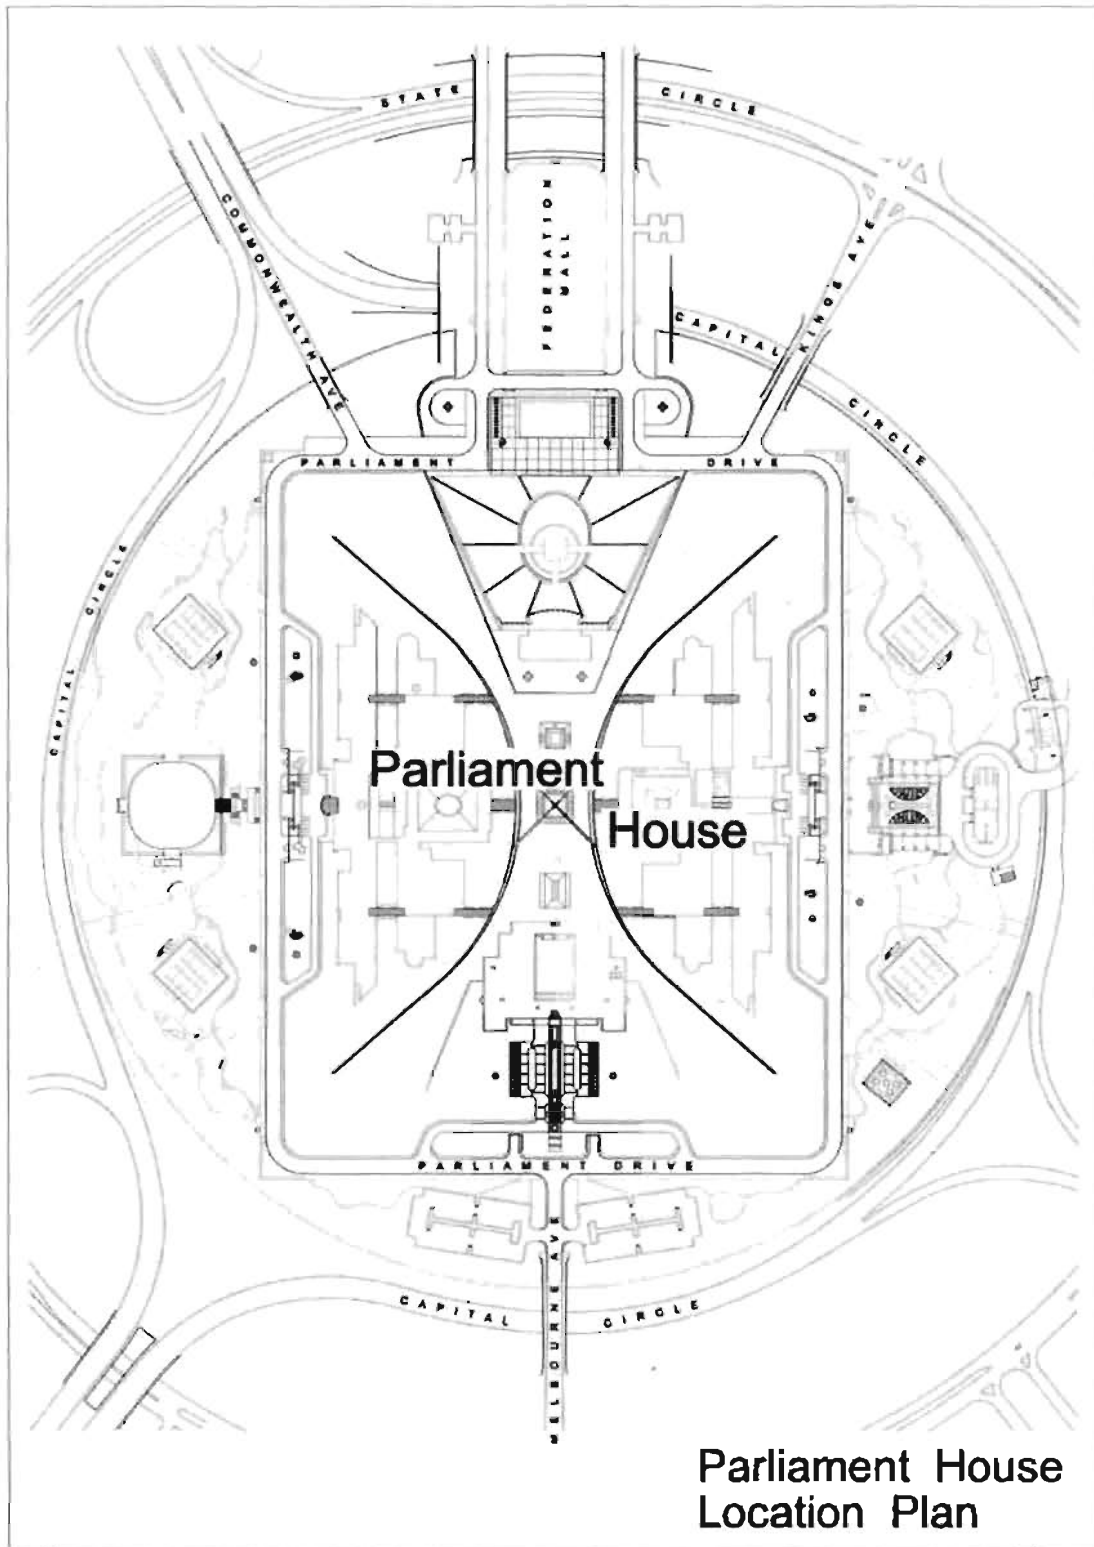 STATE CIRCLE
COMMONWEALTH AVE
FEDERATION
MALL
KINGS AVE
CAPITAL CIRCLE
PARLIAMENT DRIVE
CAPITAL CIRCLE
Parliament
House
PARLIAMENT DRIVE
MELBOURNE AVE
CAPITAL CIRCLE
Parliament House
Location Plan